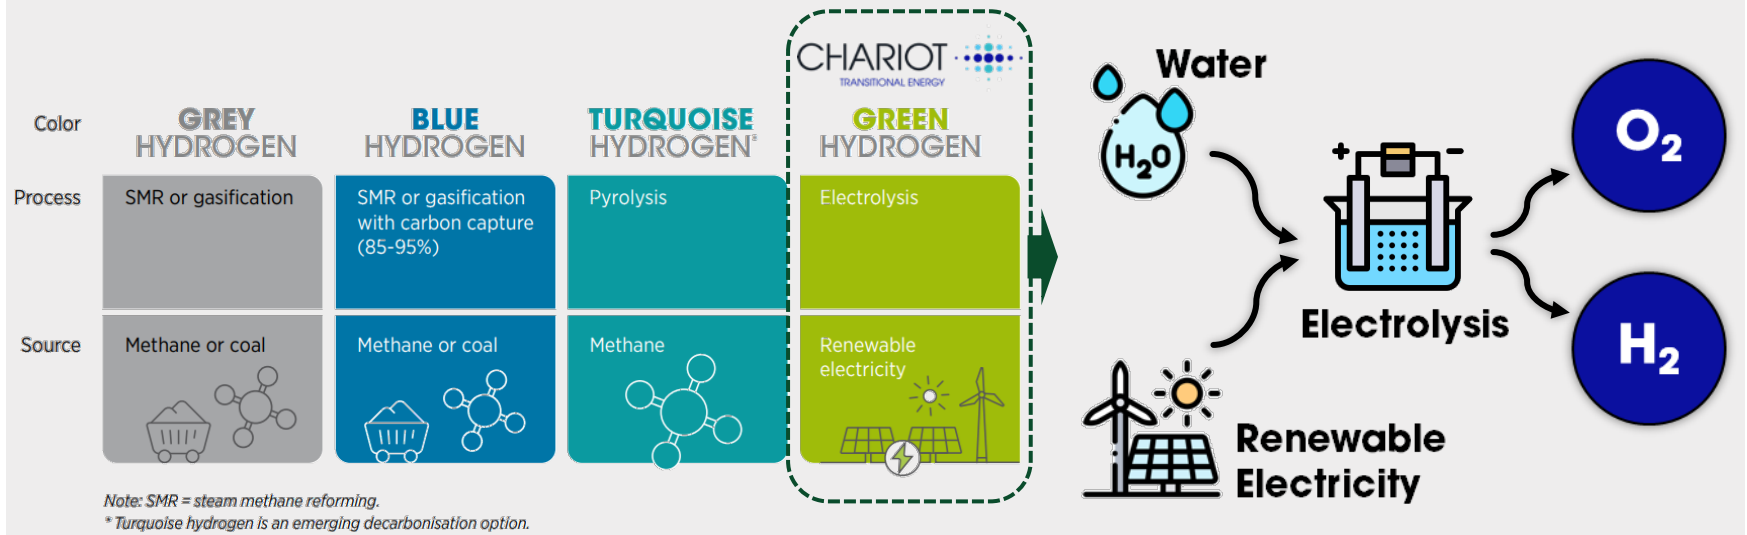 CHARIOT
TRANSITIONAL ENERGY
Color
GREY
HYDROGEN
BLUE
HYDROGEN
TURQUOISE
HYDROGEN*
GREEN
HYDROGEN
Process
SMR or gasification
SMR or gasification
with carbon capture
(85-95%)
Pyrolysis
Electrolysis
Source
Methane or coal
Methane or coal
Methane
Renewable
electricity
Note: SMR = steam methane reforming.
* Turquoise hydrogen is an emerging decarbonisation option.
Water
H₂O
+ −
Electrolysis
Renewable
Electricity
O₂
H₂